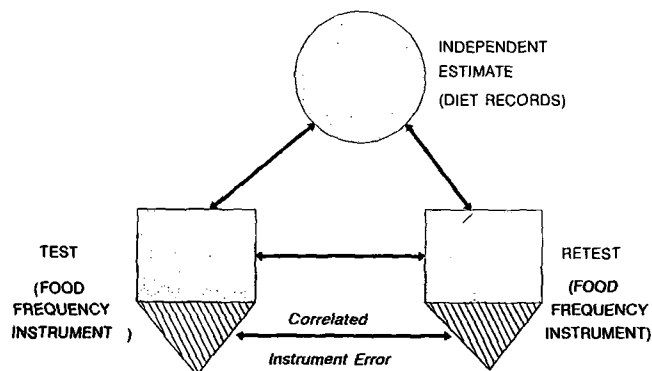 INDEPENDENT
ESTIMATE
(DIET RECORDS)
TEST
(FOOD
FREQUENCY
INSTRUMENT )
RETEST
(FOOD
FREQUENCY
INSTRUMENT)
Correlated
Instrument Error